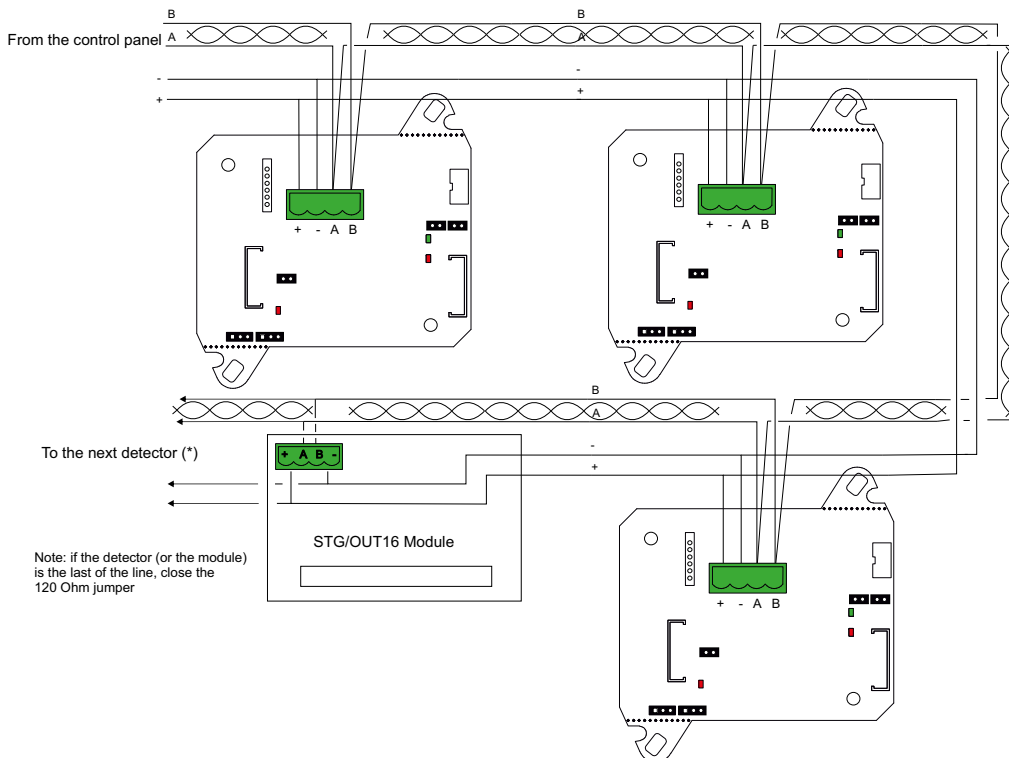 B
B
From the control panel
A
A
-
-
+
+
+ - A B
+ - A B
B
A
To the next detector (*)
-
+ A B -
+
STG/OUT16 Module
Note: if the detector (or the module)
is the last of the line, close the
120 Ohm jumper
+ - A B